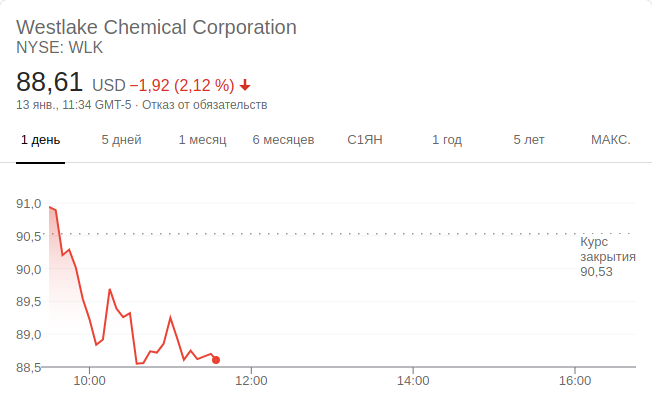 Westlake Chemical Corporation
NYSE: WLK
88,61 USD −1,92 (2,12 %)
13 янв., 11:34 GMT-5 · Отказ от обязательств
1 день 5 дней 1 месяц 6 месяцев С1ЯН 1 год 5 лет МАКС.
91,0
90,5
90,0
89,5
89,0
88,5
Курс
закрытия
90,53
10:00 12:00 14:00 16:00